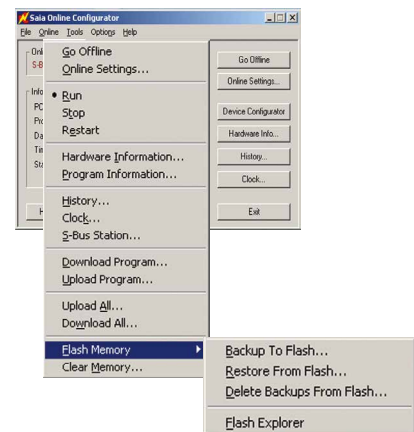 Saia Online Configurator
File Online Tools Options Help
Go Offline
Online Settings...
Run
Stop
Restart
Hardware Information...
Program Information...
History...
Clock...
S-Bus Station...
Download Program...
Upload Program...
Upload All...
Download All...
Flash Memory
Clear Memory...
Backup To Flash...
Restore From Flash...
Delete Backups From Flash...
Flash Explorer
Go Offline
Online Settings...
Device Configurator
Hardware Info...
History...
Clock...
Exit